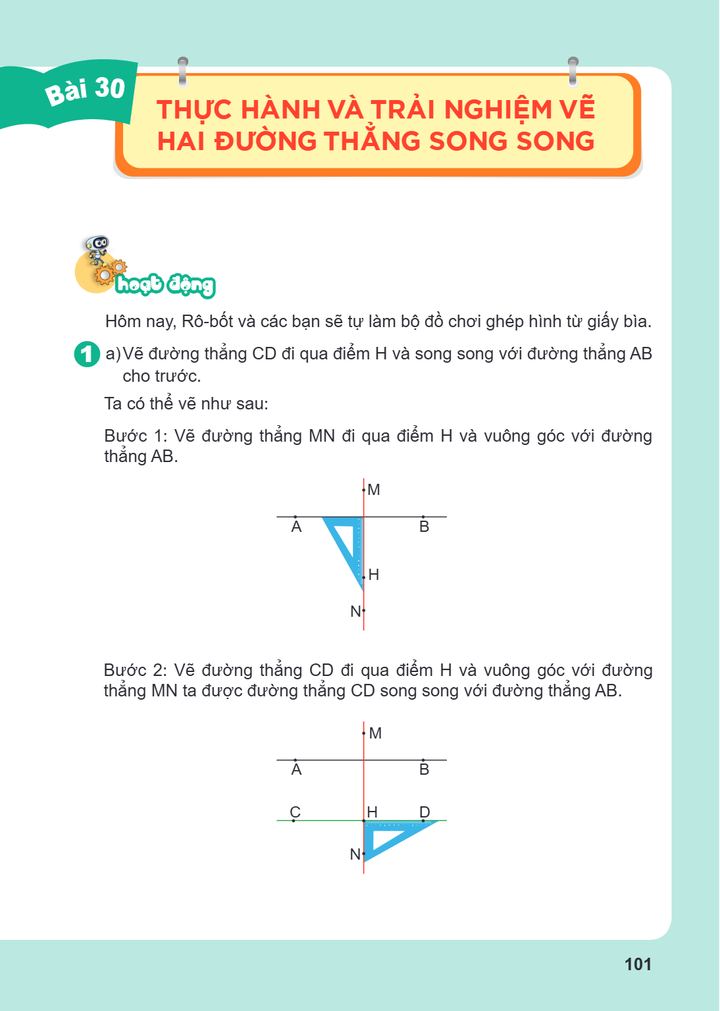 Bài 30
THỰC HÀNH VÀ TRẢI NGHIỆM VẼ
HAI ĐƯỜNG THẲNG SONG SONG
hoạt động
Hôm nay, Rô-bốt và các bạn sẽ tự làm bộ đồ chơi ghép hình từ giấy bìa.
1 a) Vẽ đường thẳng CD đi qua điểm H và song song với đường thẳng AB
cho trước.
Ta có thể vẽ như sau:
Bước 1: Vẽ đường thẳng MN đi qua điểm H và vuông góc với đường
thẳng AB.
M
A B
H
N
Bước 2: Vẽ đường thẳng CD đi qua điểm H và vuông góc với đường
thẳng MN ta được đường thẳng CD song song với đường thẳng AB.
M
A B
C H D
N
101